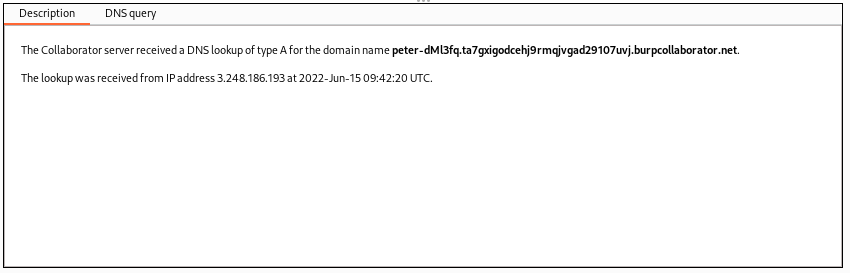 Description DNS query
The Collaborator server received a DNS lookup of type A for the domain name peter-dMl3fq.ta7gxigodcehj9rmqjvgad29107uvj.burpcollaborator.net.
The lookup was received from IP address 3.248.186.193 at 2022-Jun-15 09:42:20 UTC.